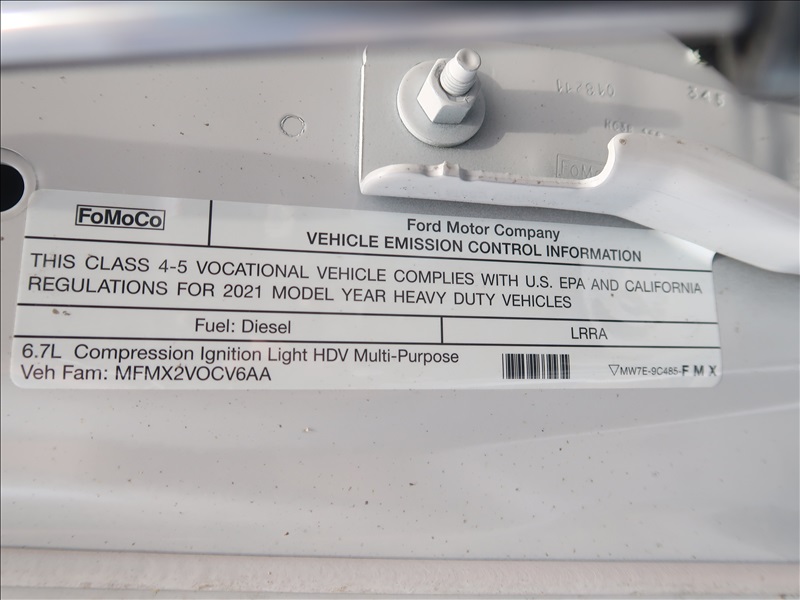 FoMoCo
Ford Motor Company
VEHICLE EMISSION CONTROL INFORMATION
THIS CLASS 4-5 VOCATIONAL VEHICLE COMPLIES WITH U.S. EPA AND CALIFORNIA
REGULATIONS FOR 2021 MODEL YEAR HEAVY DUTY VEHICLES
Fuel: Diesel
LRRA
6.7L Compression Ignition Light HDV Multi-Purpose
Veh Fam: MFMX2VOCV6AA
▽MW7E-9C485-F M X